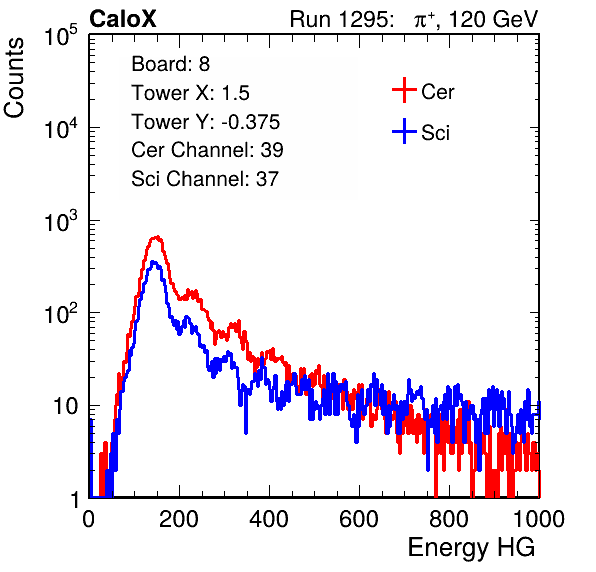 CaloX Run 1295: π⁺, 120 GeV
Counts
10⁵
10⁴
10³
10²
10
1
Board: 8
Tower X: 1.5
Tower Y: -0.375
Cer Channel: 39
Sci Channel: 37
Cer
Sci
0 200 400 600 800 1000
Energy HG